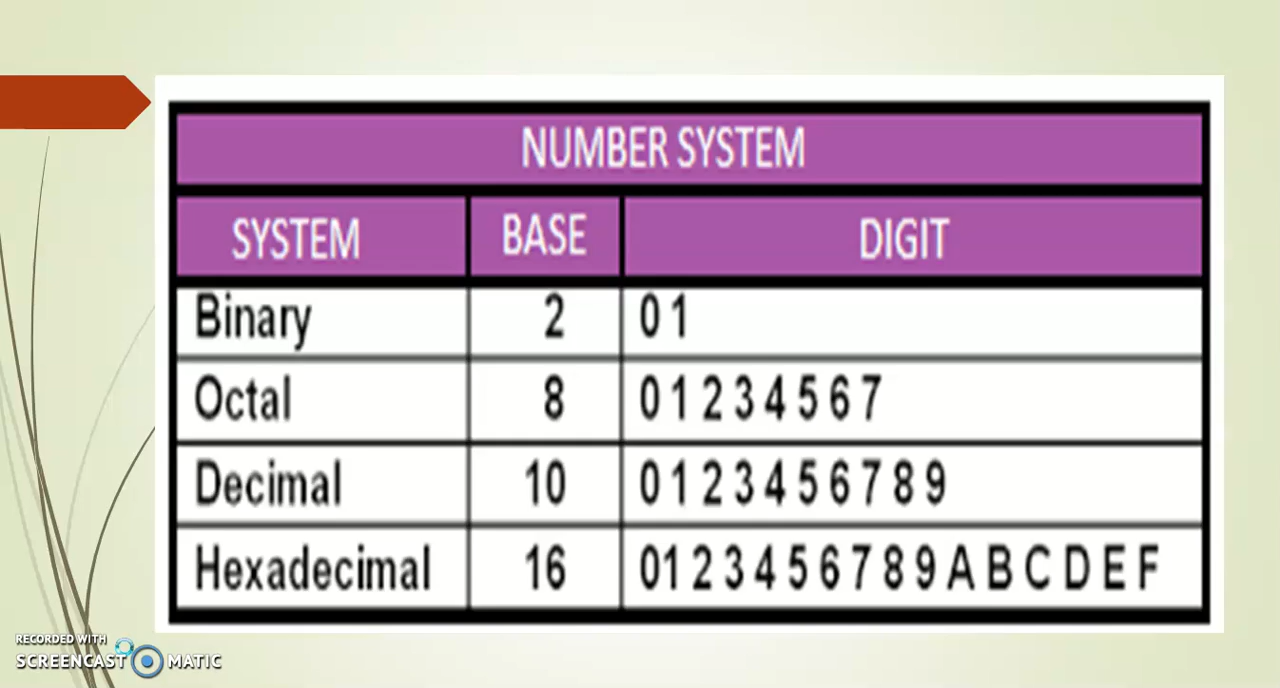 NUMBER SYSTEM
SYSTEM BASE DIGIT
Binary 2 0 1
Octal 8 0 1 2 3 4 5 6 7
Decimal 10 0 1 2 3 4 5 6 7 8 9
Hexadecimal 16 01 2 3 4 5 6 7 8 9 A B C D E F
RECORDED WITH
SCREENCAST MATIC